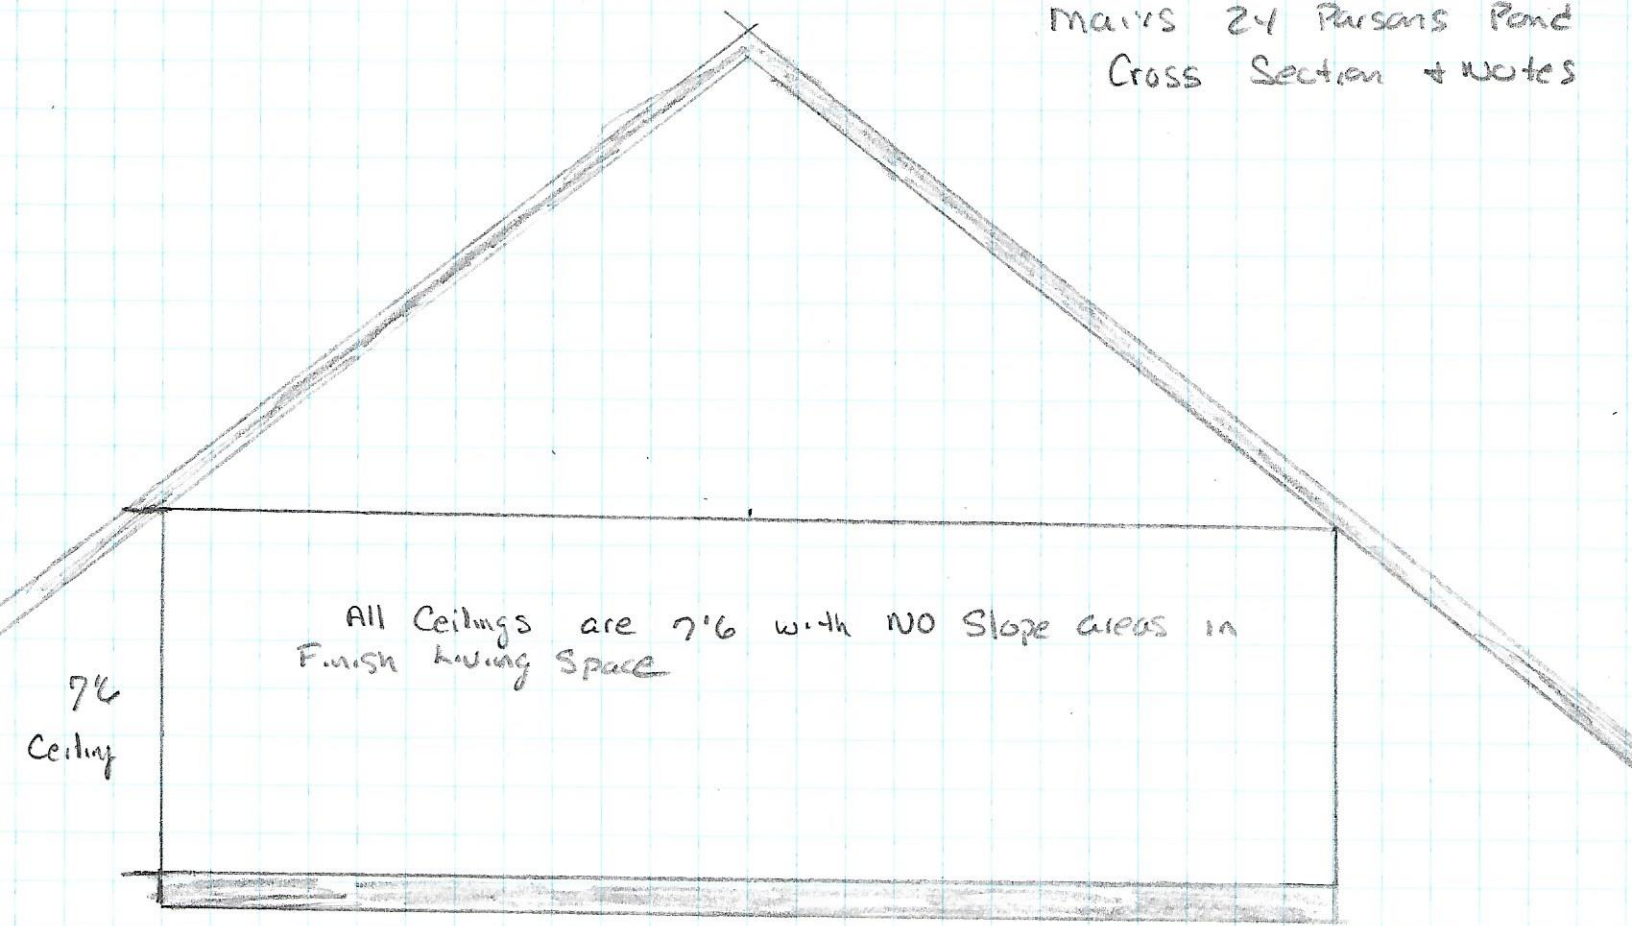 Mairs 24 Parsons Pond
Cross Section + Notes
All Ceilings are 7'6 with NO Slope areas in
Finish Living Space
7'6
Ceiling